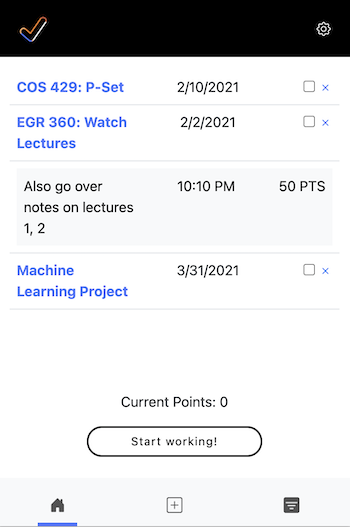 COS 429: P-Set 2/10/2021 ×
EGR 360: Watch 2/2/2021 ×
Lectures
Also go over 10:10 PM 50 PTS
notes on lectures
1, 2
Machine 3/31/2021 ×
Learning Project
Current Points: 0
Start working!